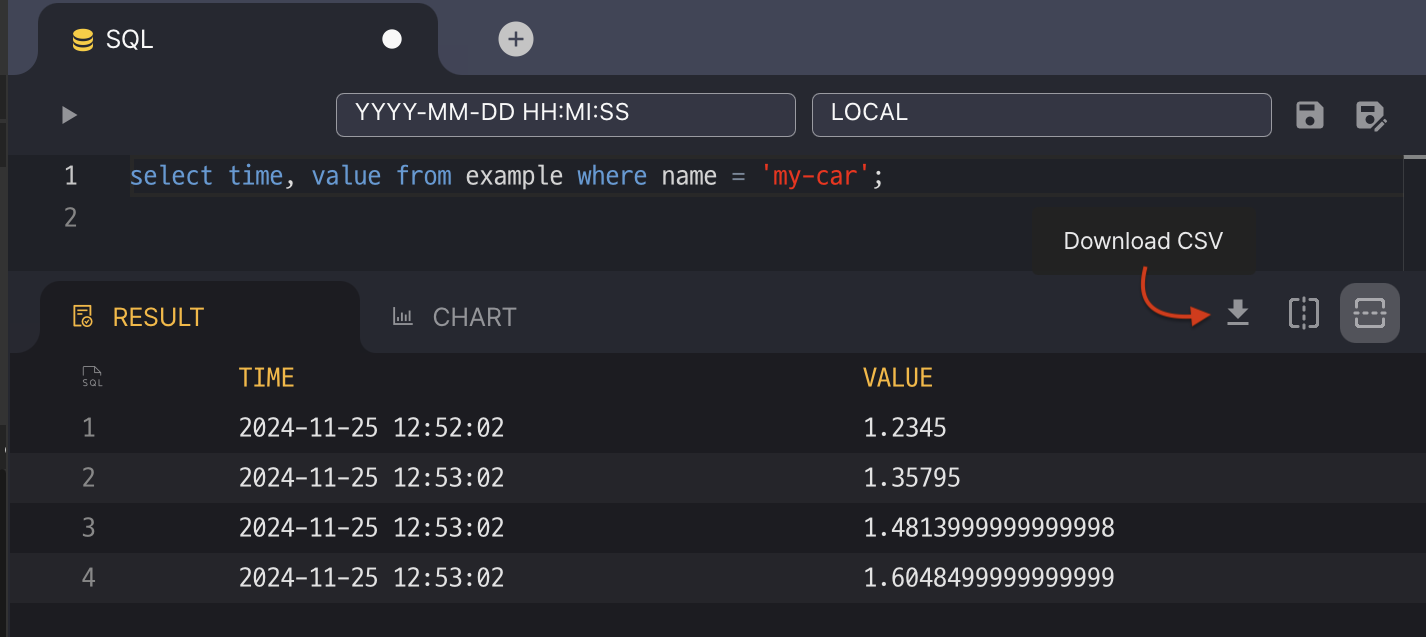 SQL
YYYY-MM-DD HH:MI:SS LOCAL
1 select time, value from example where name = 'my-car';
2
Download CSV
RESULT CHART
SQL TIME VALUE
1 2024-11-25 12:52:02 1.2345
2 2024-11-25 12:53:02 1.35795
3 2024-11-25 12:53:02 1.4813999999999998
4 2024-11-25 12:53:02 1.6048499999999999